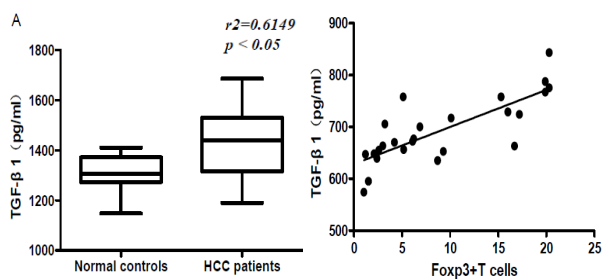 A
r2=0.6149
p < 0.05
TGF-β 1（pg/ml）
1800
1600
1400
1200
1000
Normal controls HCC patients
TGF-β 1（pg/ml）
900
800
700
600
500
0 5 10 15 20 25
Foxp3+T cells